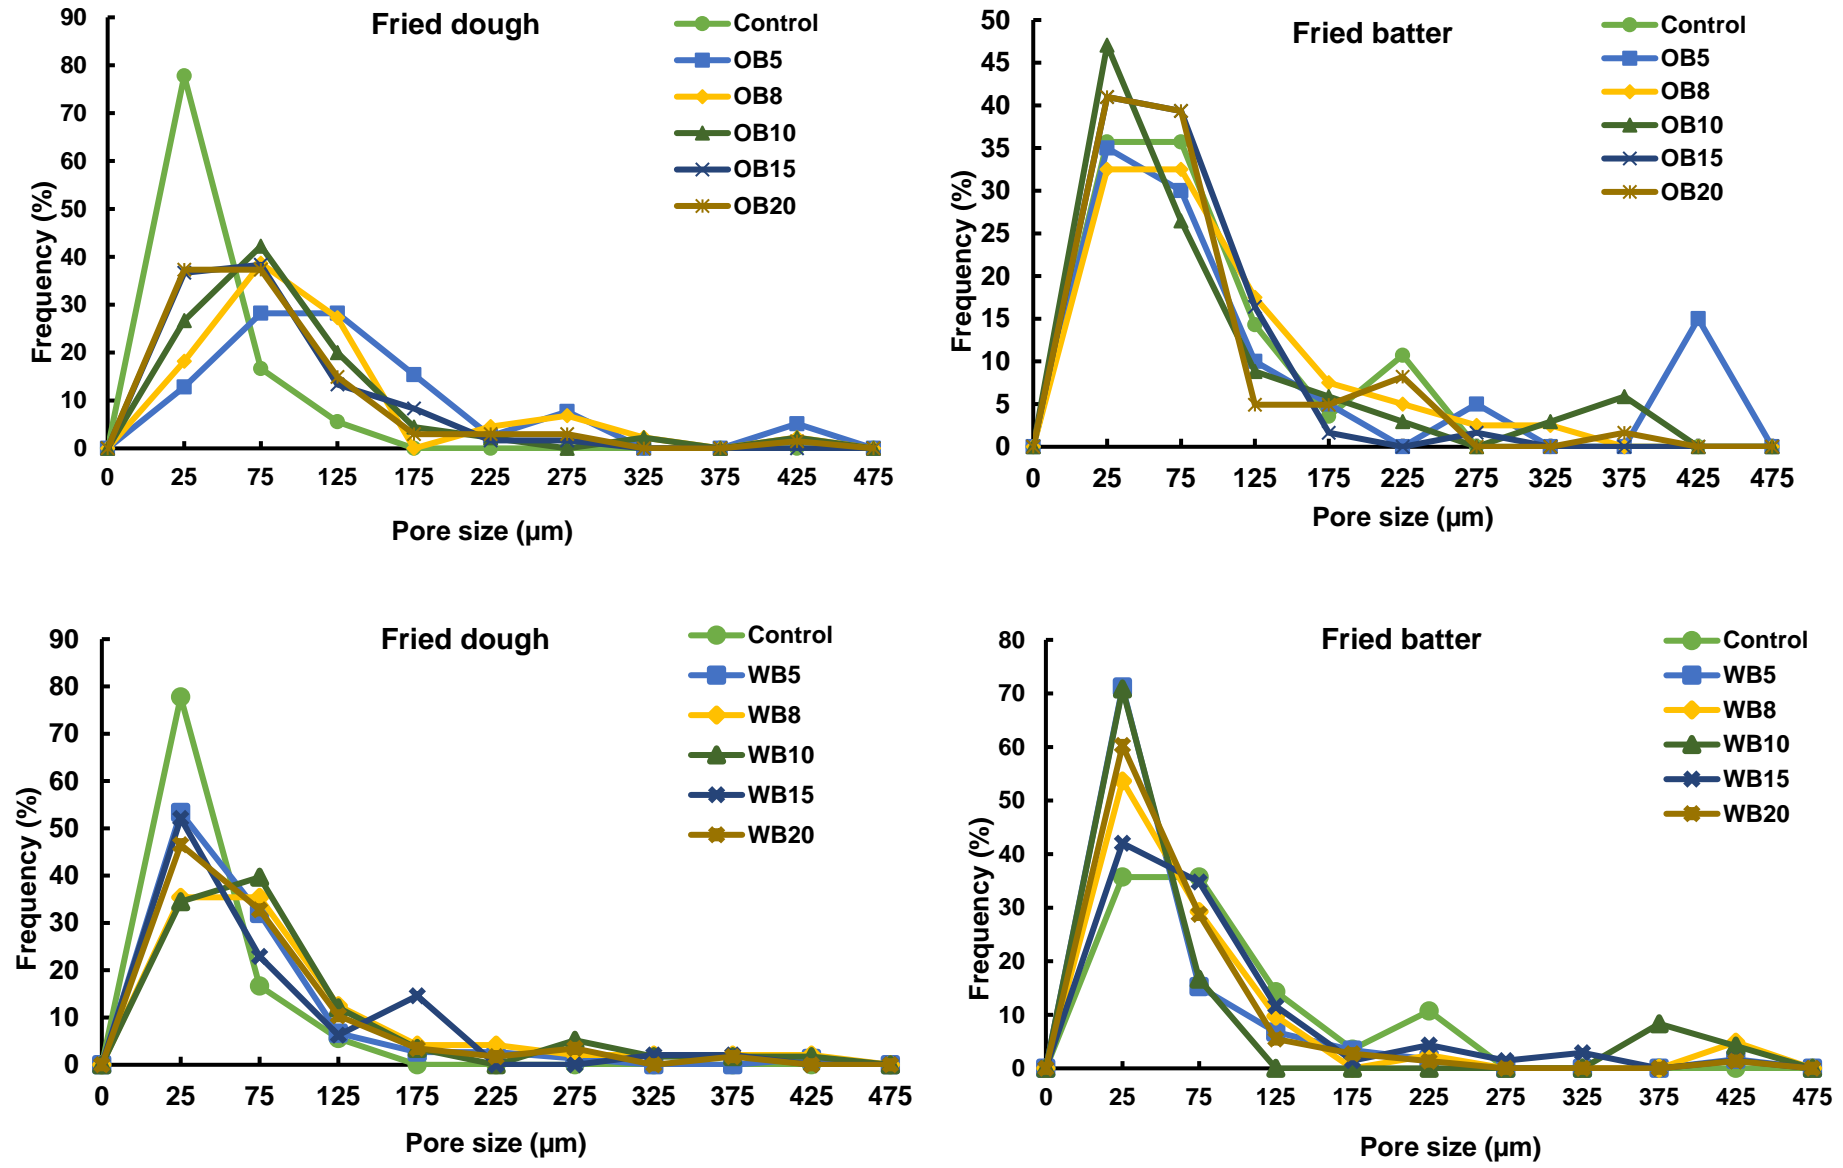 Fried dough
90
80
70
60
50
40
30
20
10
0
Frequency (%)
0 25 75 125 175 225 275 325 375 425 475
Pore size (µm)
Control
OB5
OB8
OB10
OB15
OB20
Fried batter
50
45
40
35
30
25
20
15
10
5
0
Frequency (%)
0 25 75 125 175 225 275 325 375 425 475
Pore size (µm)
Control
OB5
OB8
OB10
OB15
OB20
Fried dough
90
80
70
60
50
40
30
20
10
0
Frequency (%)
0 25 75 125 175 225 275 325 375 425 475
Pore size (µm)
Control
WB5
WB8
WB10
WB15
WB20
Fried batter
80
70
60
50
40
30
20
10
0
Frequency (%)
0 25 75 125 175 225 275 325 375 425 475
Pore size (µm)
Control
WB5
WB8
WB10
WB15
WB20